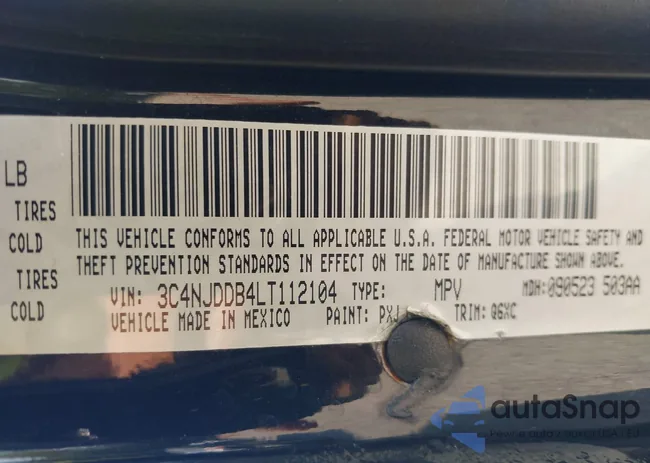 LB
TIRES
COLD
TIRES
COLD
THIS VEHICLE CONFORMS TO ALL APPLICABLE U.S.A. FEDERAL MOTOR VEHICLE SAFETY AND
THEFT PREVENTION STANDARDS IN EFFECT ON THE DATE OF MANUFACTURE SHOWN ABOVE.
VIN: 3C4NJDDB4LT112104 TYPE: MPV MDH: 090523 503AA
VEHICLE MADE IN MEXICO PAINT: PXJ TRIM: Q6XC
autoSnap